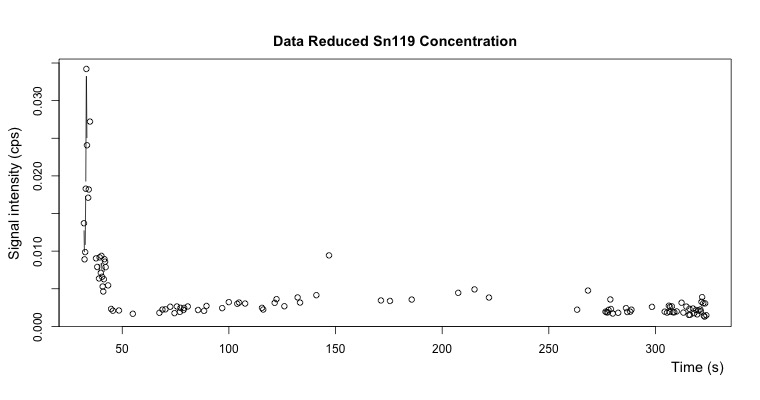 Data Reduced Sn119 Concentration
Signal intensity (cps)
0.030
0.020
0.010
0.000
50 100 150 200 250 300
Time (s)